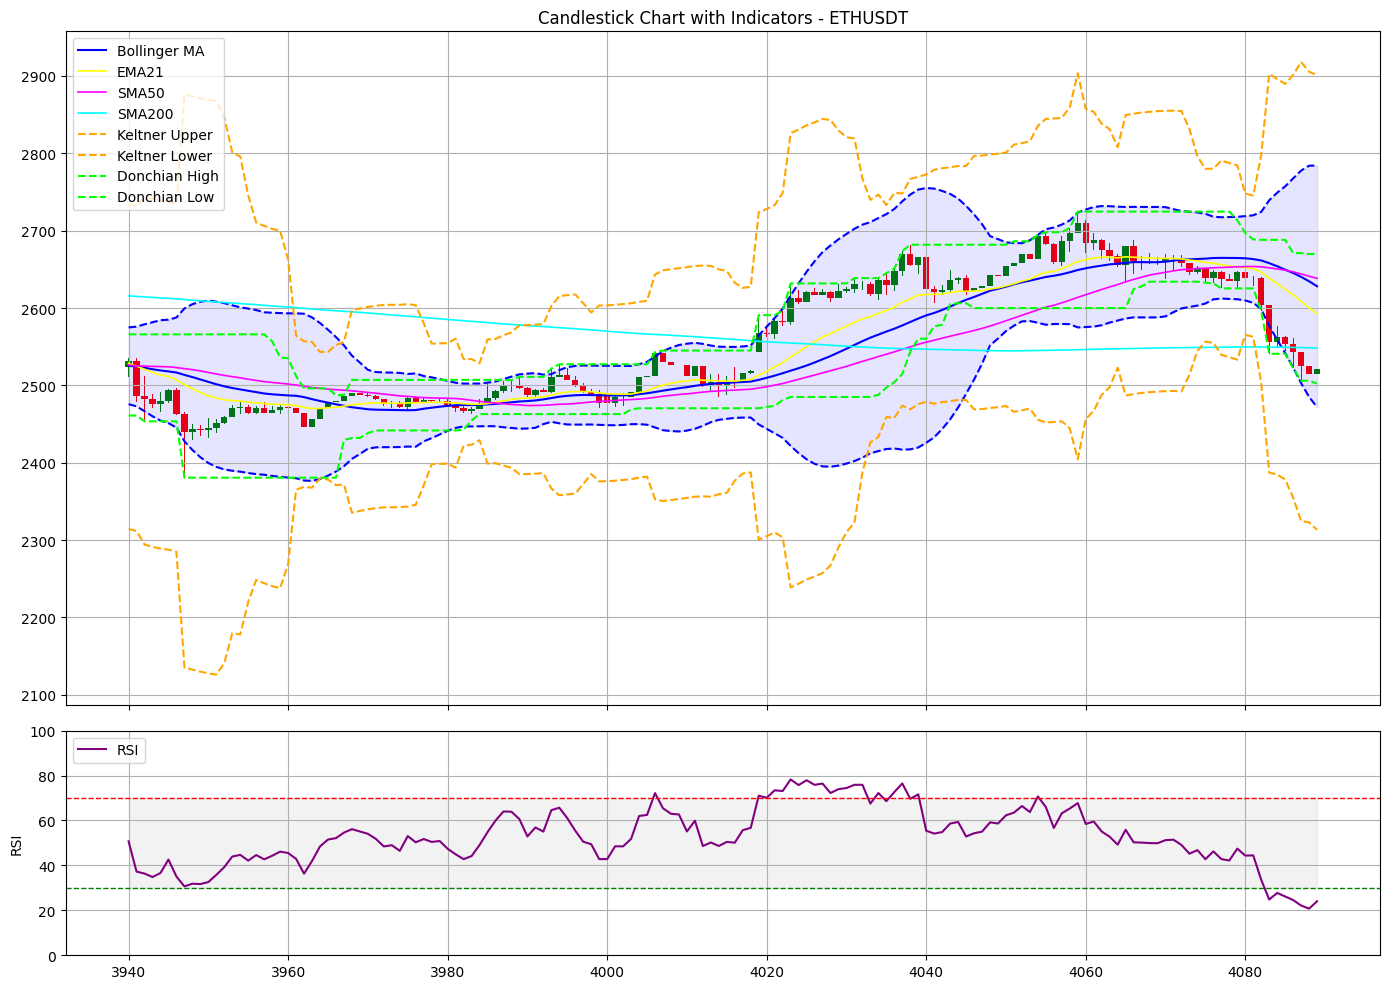 Candlestick Chart with Indicators - ETHUSDT
Bollinger MA
EMA21
SMA50
SMA200
Keltner Upper
Keltner Lower
Donchian High
Donchian Low
2900
2800
2700
2600
2500
2400
2300
2200
2100
RSI
100
80
60
40
20
0
RSI
3940
3960
3980
4000
4020
4040
4060
4080